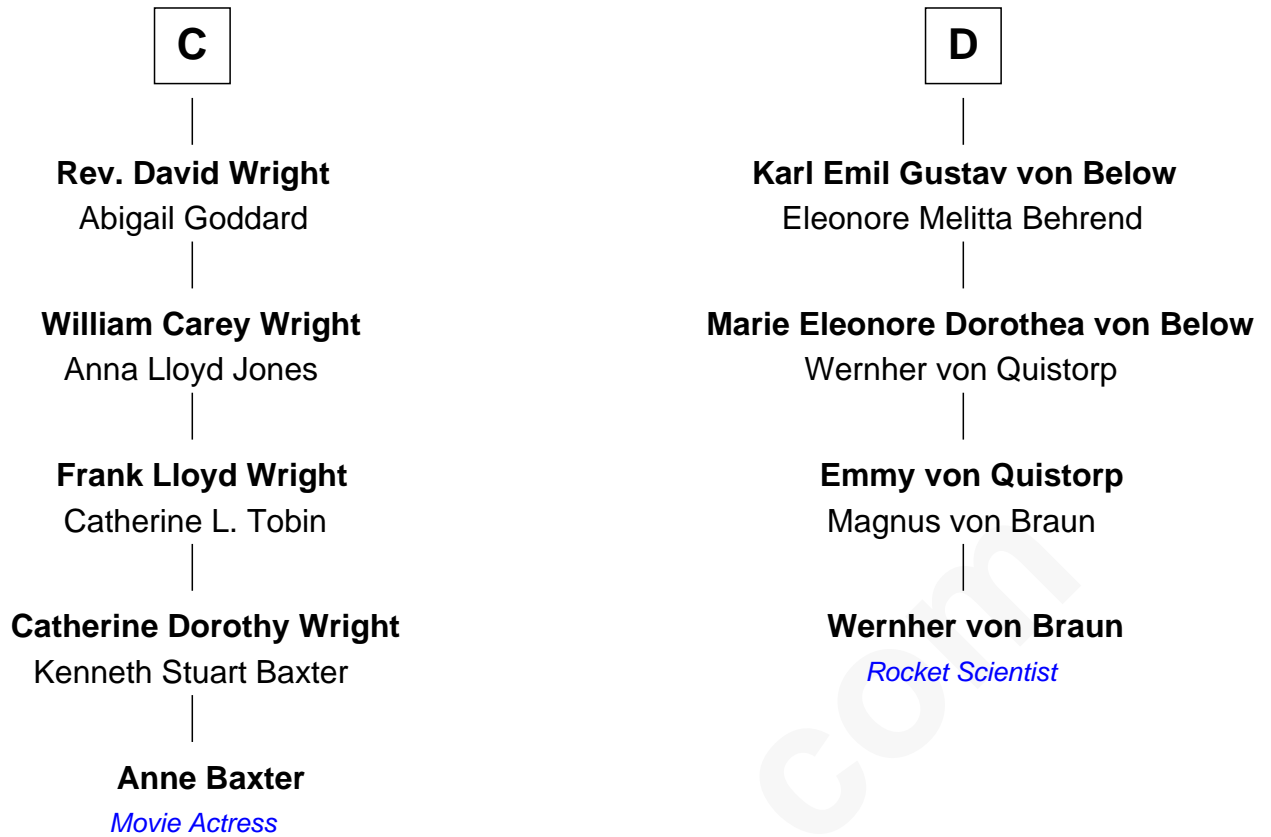 C
Rev. David Wright
Abigail Goddard
William Carey Wright
Anna Lloyd Jones
Frank Lloyd Wright
Catherine L. Tobin
Catherine Dorothy Wright
Kenneth Stuart Baxter
Anne Baxter
Movie Actress
D
Karl Emil Gustav von Below
Eleonore Melitta Behrend
Marie Eleonore Dorothea von Below
Wernher von Quistorp
Emmy von Quistorp
Magnus von Braun
Wernher von Braun
Rocket Scientist
com